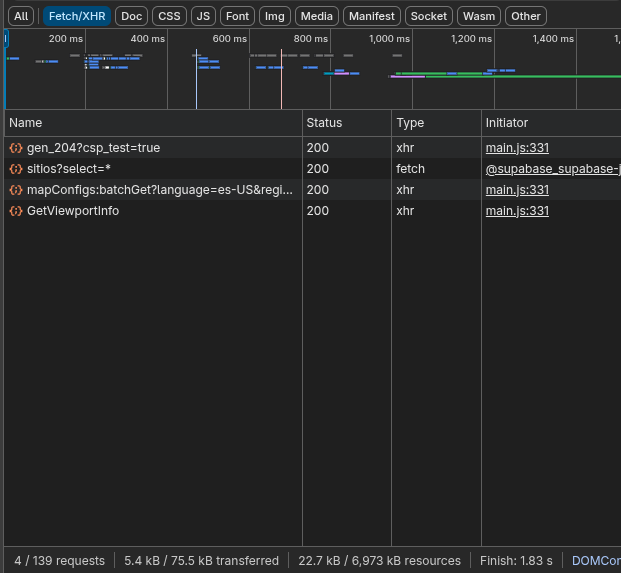 All Fetch/XHR Doc CSS JS Font Img Media Manifest Socket Wasm Other
200 ms 400 ms 600 ms 800 ms 1,000 ms 1,200 ms 1,400 ms 1,
Name Status Type Initiator
gen_204?csp_test=true 200 xhr main.js:331
sitios?select=* 200 fetch @supabase_supabase-j
mapConfigs:batchGet?language=es-US&regi... 200 xhr main.js:331
GetViewportInfo 200 xhr main.js:331
4 / 139 requests 5.4 kB / 75.5 kB transferred 22.7 kB / 6,973 kB resources Finish: 1.83 s DOMCon